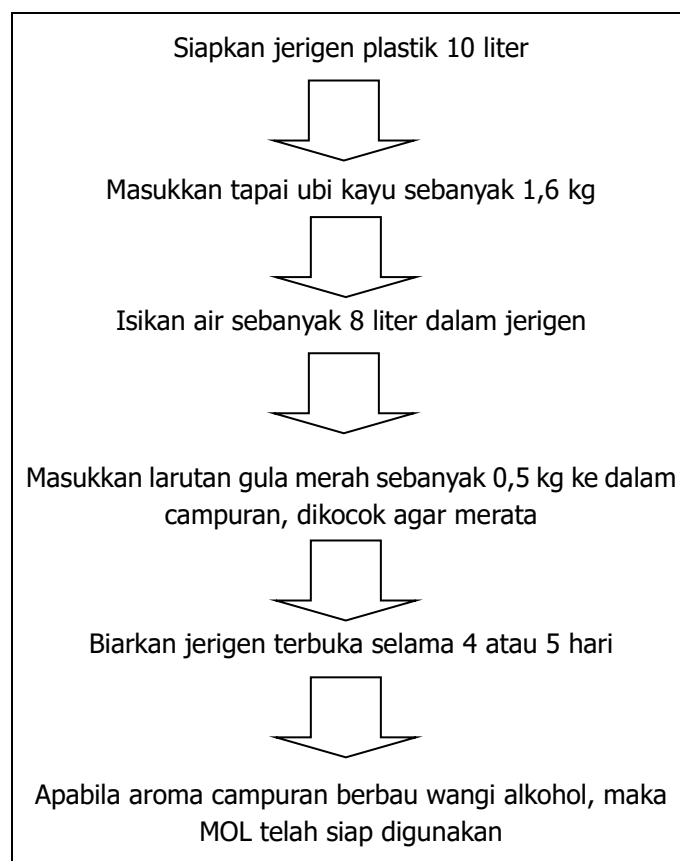 Siapkan jerigen plastik 10 liter
Masukkan tapai ubi kayu sebanyak 1,6 kg
Isikan air sebanyak 8 liter dalam jerigen
Masukkan larutan gula merah sebanyak 0,5 kg ke dalam
campuran, dikocok agar merata
Biarkan jerigen terbuka selama 4 atau 5 hari
Apabila aroma campuran berbau wangi alkohol, maka
MOL telah siap digunakan